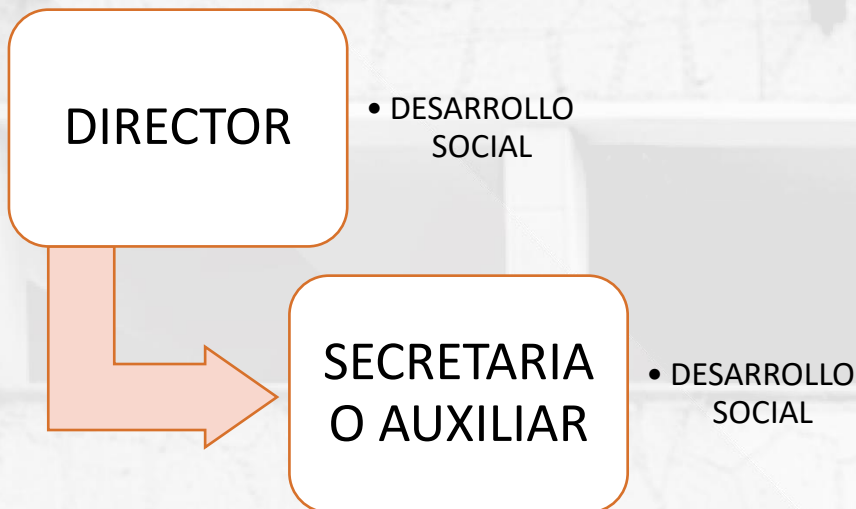 DIRECTOR
• DESARROLLO
SOCIAL
SECRETARIA
O AUXILIAR
• DESARROLLO
SOCIAL